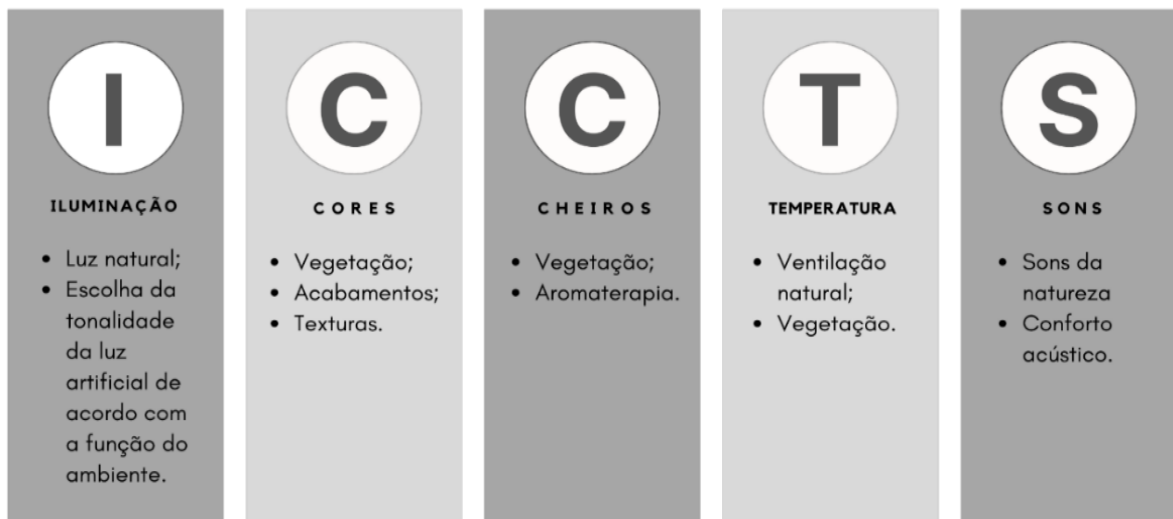 I
ILUMINAÇÃO
• Luz natural;
• Escolha da
tonalidade
da luz
artificial de
acordo com
a função do
ambiente.
C
CORES
• Vegetação;
• Acabamentos;
• Texturas.
C
CHEIROS
• Vegetação;
• Aromaterapia.
T
TEMPERATURA
• Ventilação
natural;
• Vegetação.
S
SONS
• Sons da
natureza
• Conforto
acústico.